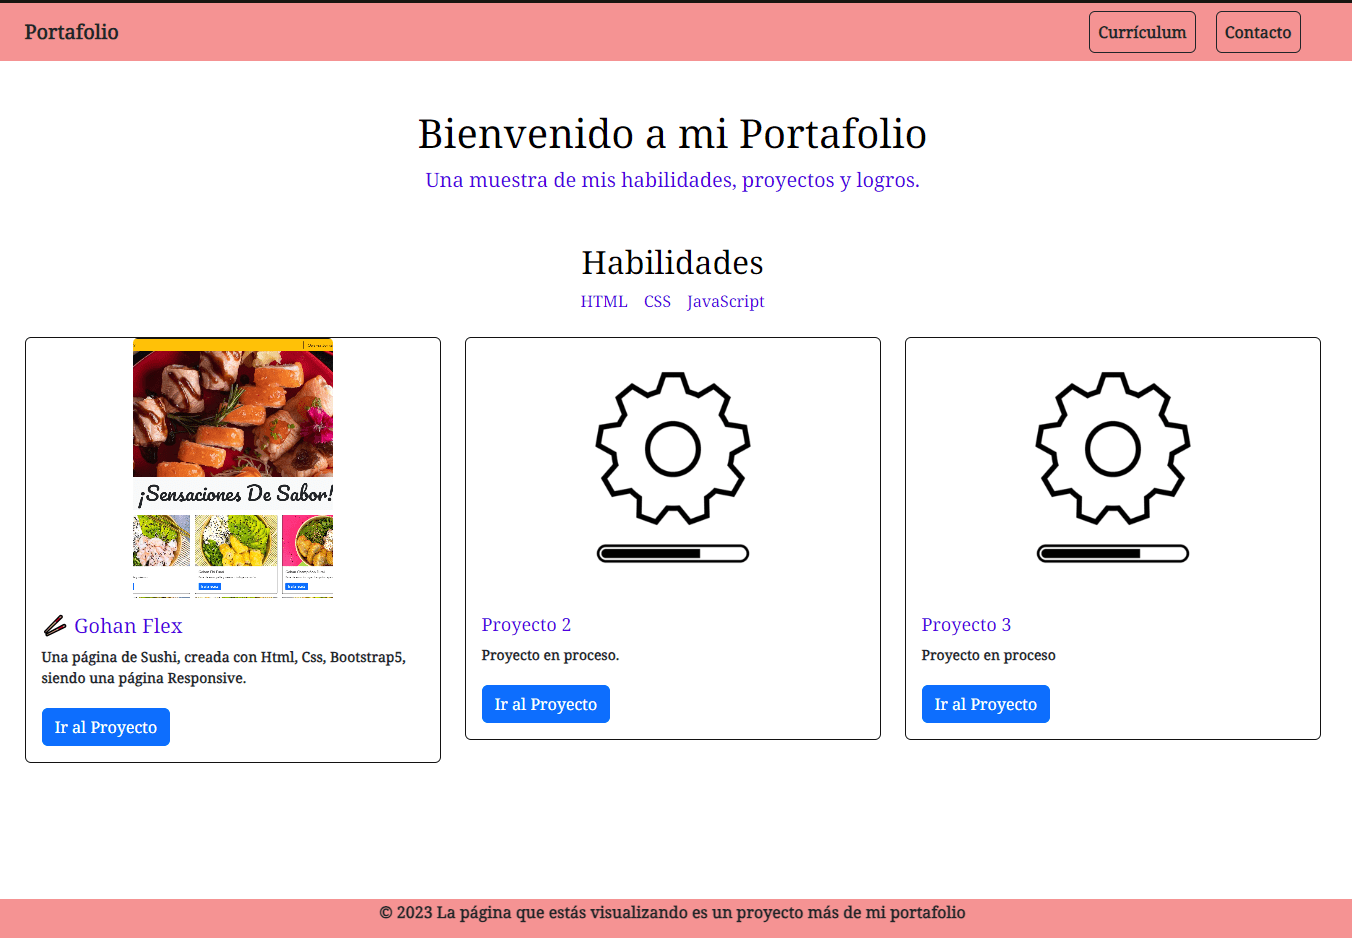 Portafolio
Currículum
Contacto
Bienvenido a mi Portafolio
Una muestra de mis habilidades, proyectos y logros.
Habilidades
HTML CSS JavaScript
¡Sensaciones De Sabor!
Gohan Flex
Una página de Sushi, creada con Html, Css, Bootstrap5,
siendo una página Responsive.
Ir al Proyecto
Proyecto 2
Proyecto en proceso.
Ir al Proyecto
Proyecto 3
Proyecto en proceso
Ir al Proyecto
© 2023 La página que estás visualizando es un proyecto más de mi portafolio